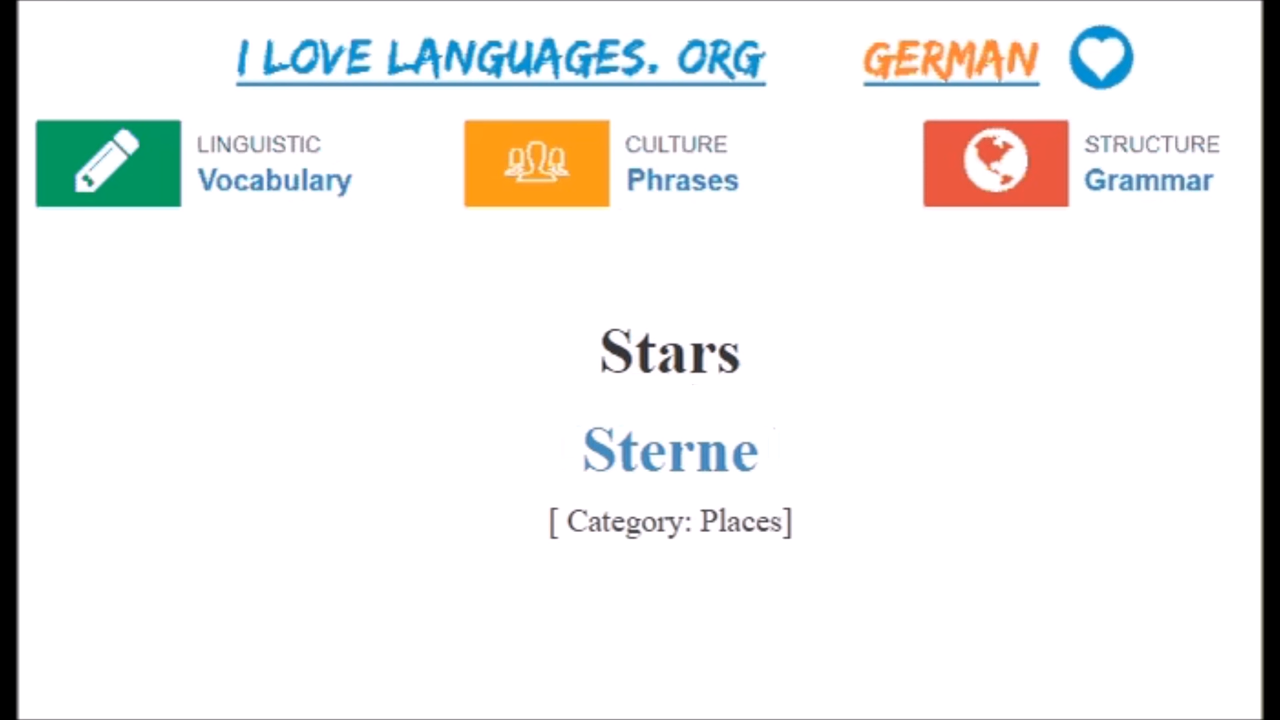 I LOVE LANGUAGES. ORG GERMAN
LINGUISTIC CULTURE STRUCTURE
Vocabulary Phrases Grammar
Stars
Sterne
[ Category: Places]